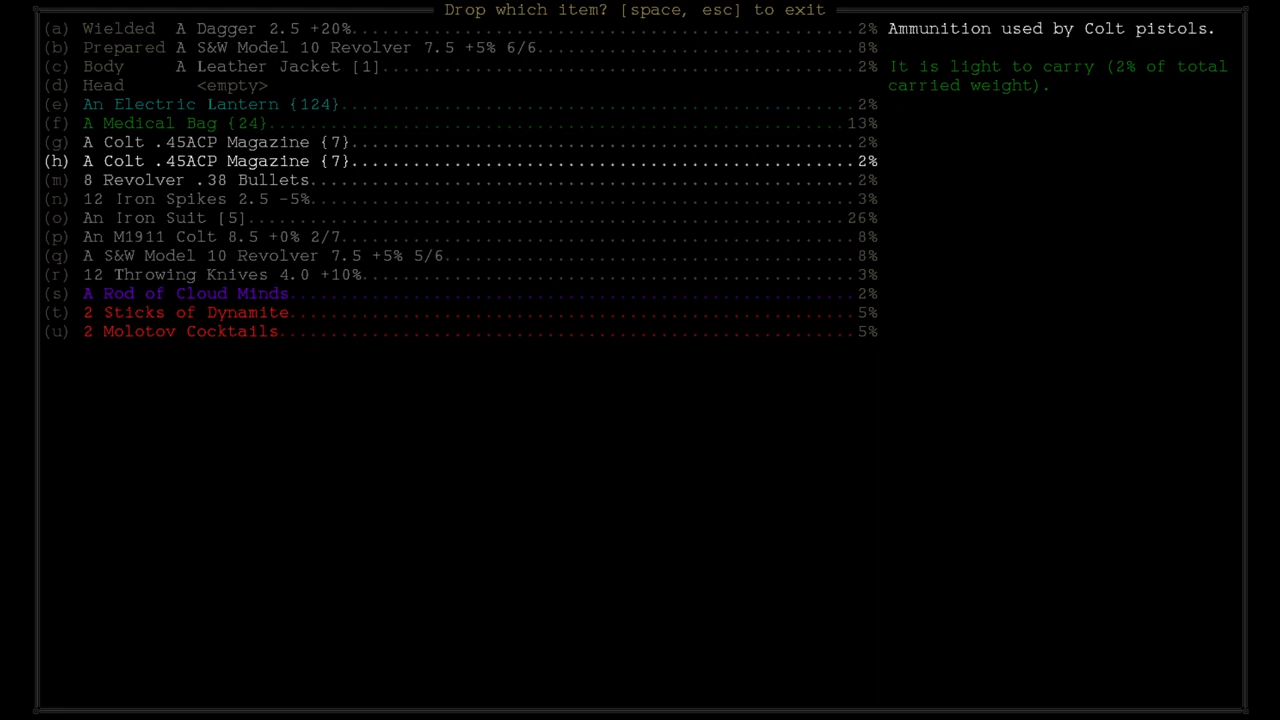 Drop which item? [space, esc] to exit
(a) Wielded A Dagger 2.5 +20%................................................. 2% Ammunition used by Colt pistols.
(b) Prepared A S&W Model 10 Revolver 7.5 +5% 6/6............................... 8%
(c) Body A Leather Jacket [1].............................................. 2% It is light to carry (2% of total
(d) Head <empty> carried weight).
(e) An Electric Lantern {124}.................................................. 2%
(f) A Medical Bag {24}........................................................ 13%
(g) A Colt .45ACP Magazine {7}................................................. 2%
(h) A Colt .45ACP Magazine {7}................................................. 2%
(m) 8 Revolver .38 Bullets..................................................... 2%
(n) 12 Iron Spikes 2.5 -5%..................................................... 3%
(o) An Iron Suit [5].......................................................... 26%
(p) An M1911 Colt 8.5 +0% 2/7.................................................. 8%
(q) A S&W Model 10 Revolver 7.5 +5% 5/6........................................ 8%
(r) 12 Throwing Knives 4.0 +10%................................................ 3%
(s) A Rod of Cloud Minds....................................................... 2%
(t) 2 Sticks of Dynamite....................................................... 5%
(u) 2 Molotov Cocktails........................................................ 5%